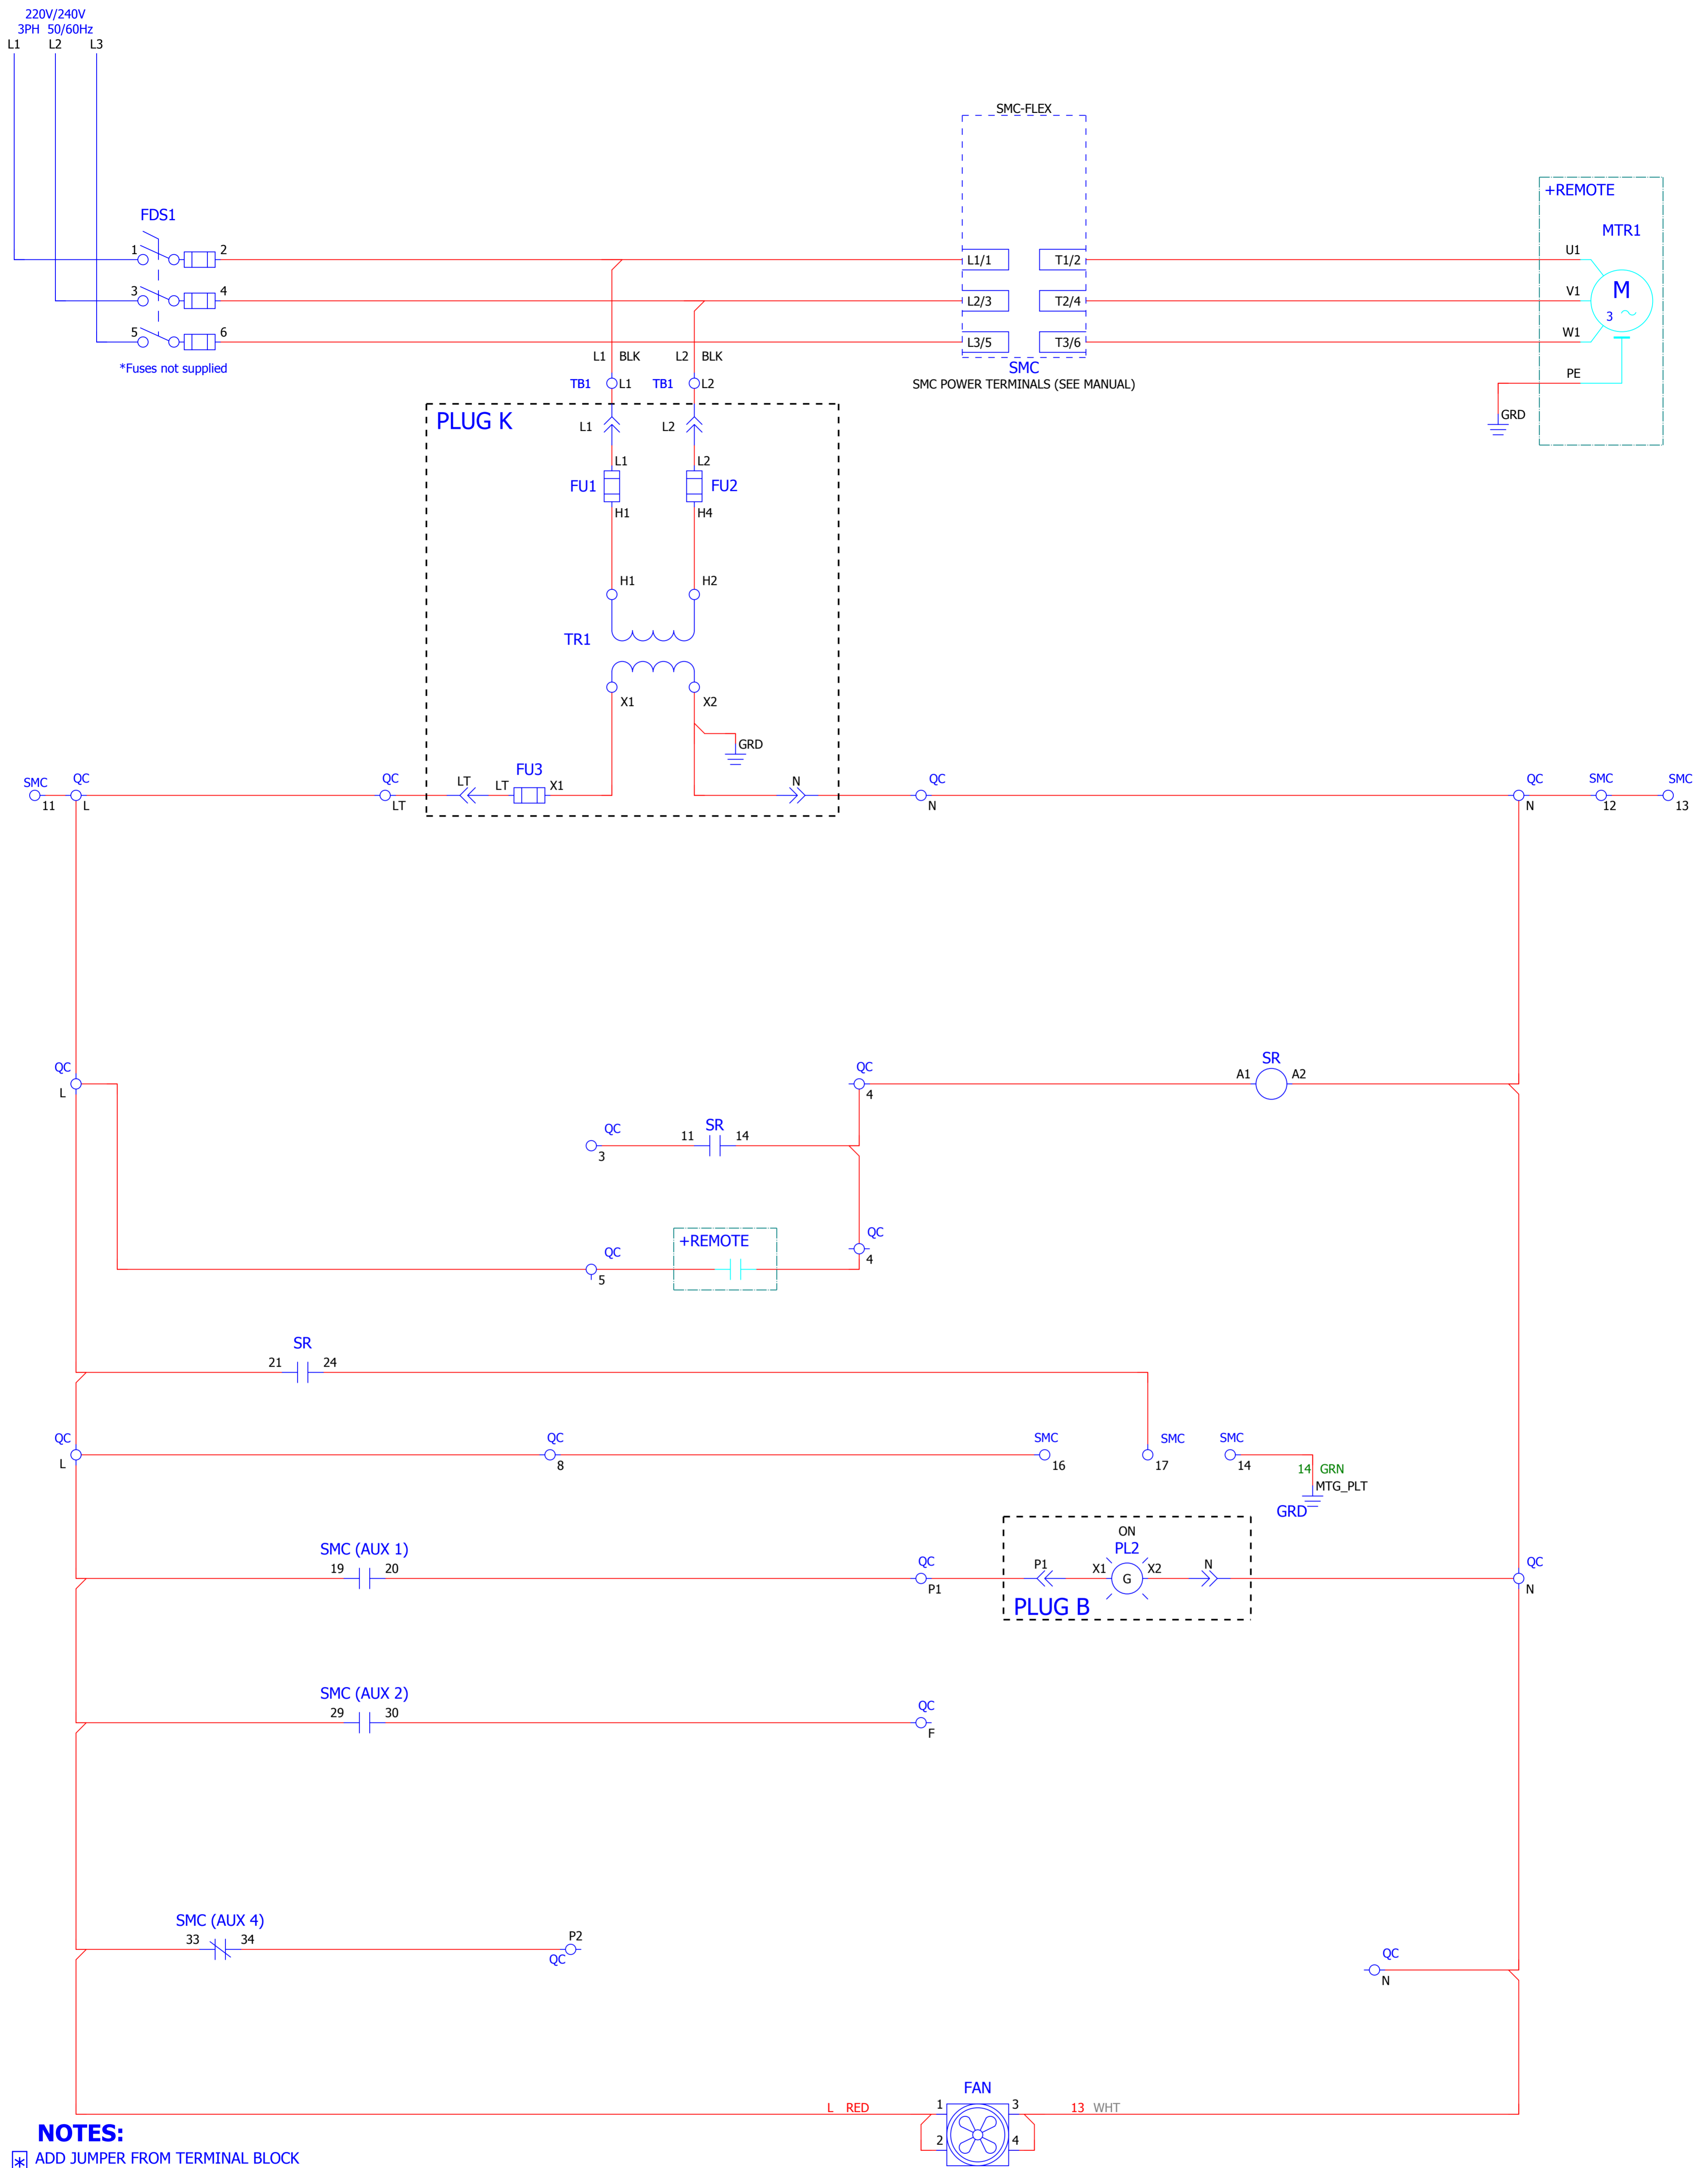 220V/240V
3PH 50/60Hz
L1 L2 L3
SMC-FLEX
+REMOTE
FDS1
MTR1
1 2
L1/1 T1/2
U1
3 4
L2/3 T2/4
V1
M
3
5 6
L3/5 T3/6
W1
*Fuses not supplied
L1 BLK L2 BLK
SMC
PE
TB1 L1 TB1 L2
SMC POWER TERMINALS (SEE MANUAL)
PLUG K
L1 L2
GRD
L1 L2
FU1 FU2
H1 H4
H1 H2
TR1
X1 X2
GRD
FU3
SMC QC QC LT LT X1 N QC QC SMC SMC
11 L LT N N 12 13
QC QC SR
L 4 A1 A2
QC SR
3 11 14
QC
4
+REMOTE
QC
5
SR
21 24
QC QC SMC SMC SMC
L 8 16 17 14
14 GRN
MTG_PLT
GRD
ON
SMC (AUX 1)
PL2
19 20 QC P1 X1 G X2 N QC
P1 N
PLUG B
SMC (AUX 2)
29 30 QC
F
SMC (AUX 4)
33 34 P2
QC
QC
N
FAN
L RED 1 3 13 WHT
2 4
NOTES:
* ADD JUMPER FROM TERMINAL BLOCK